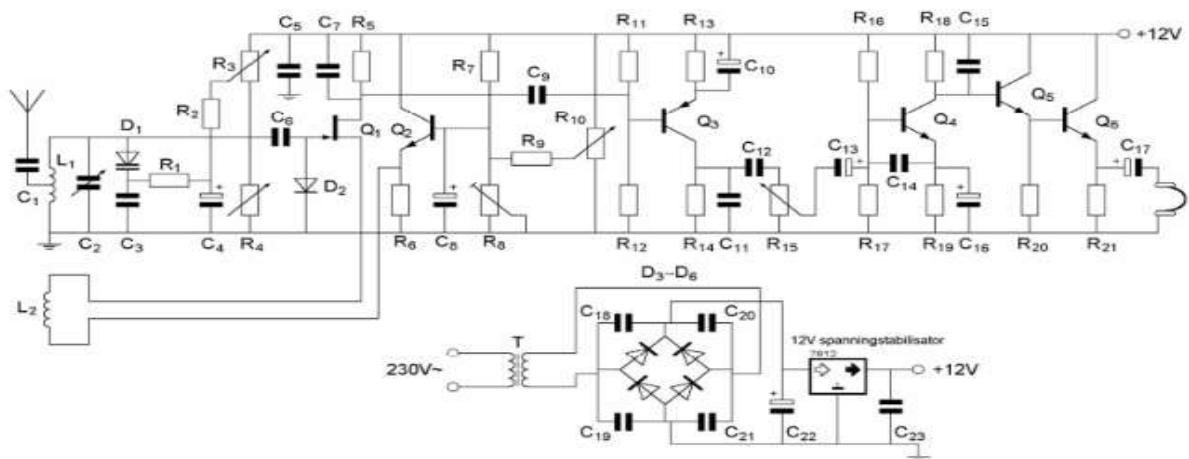 C₅ C₇ R₅ R₁₁ R₁₃ R₁₆ R₁₈ C₁₅
+12V
R₃ R₇ C₉ + C₁₀ Q₅
R₂ R₁₀
D₁ C₆ Q₁ Q₂ Q₃ Q₄ Q₆
L₁ R₁ R₉ C₁₂ C₁₃ + + C₁₇
C₁ + D₂ + C₁₄ +
C₂ C₃ C₄ R₄ R₆ C₈ R₈ R₁₂ R₁₄ C₁₁ R₁₅ R₁₇ R₁₉ C₁₆ R₂₀ R₂₁
L₂ D₃~D₆
C₁₈ C₂₀
T 12V spanningstabilisator
7812
230V~ +12V
+
C₁₉ C₂₁ C₂₂ C₂₃